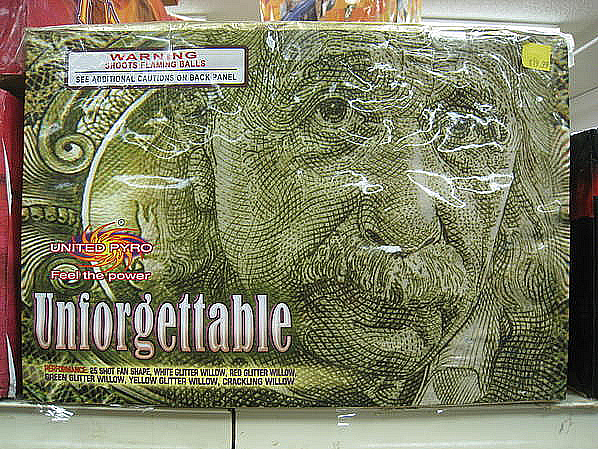 WARNING
SHOOTS FLAMING BALLS
SEE ADDITIONAL CAUTIONS ON BACK PANEL
UNITED PYRO®
Feel the power
Unforgettable
PERFORMANCE: 25 SHOT FAN SHAPE, WHITE GLITTER WILLOW, RED GLITTER WILLOW,
GREEN GLITTER WILLOW, YELLOW GLITTER WILLOW, CRACKLING WILLOW